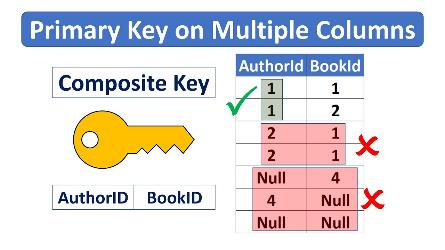 Primary Key on Multiple Columns
Composite Key
AuthorID BookID
AuthorId BookId
1 1
1 2
2 1
2 1
Null 4
4 Null
Null Null